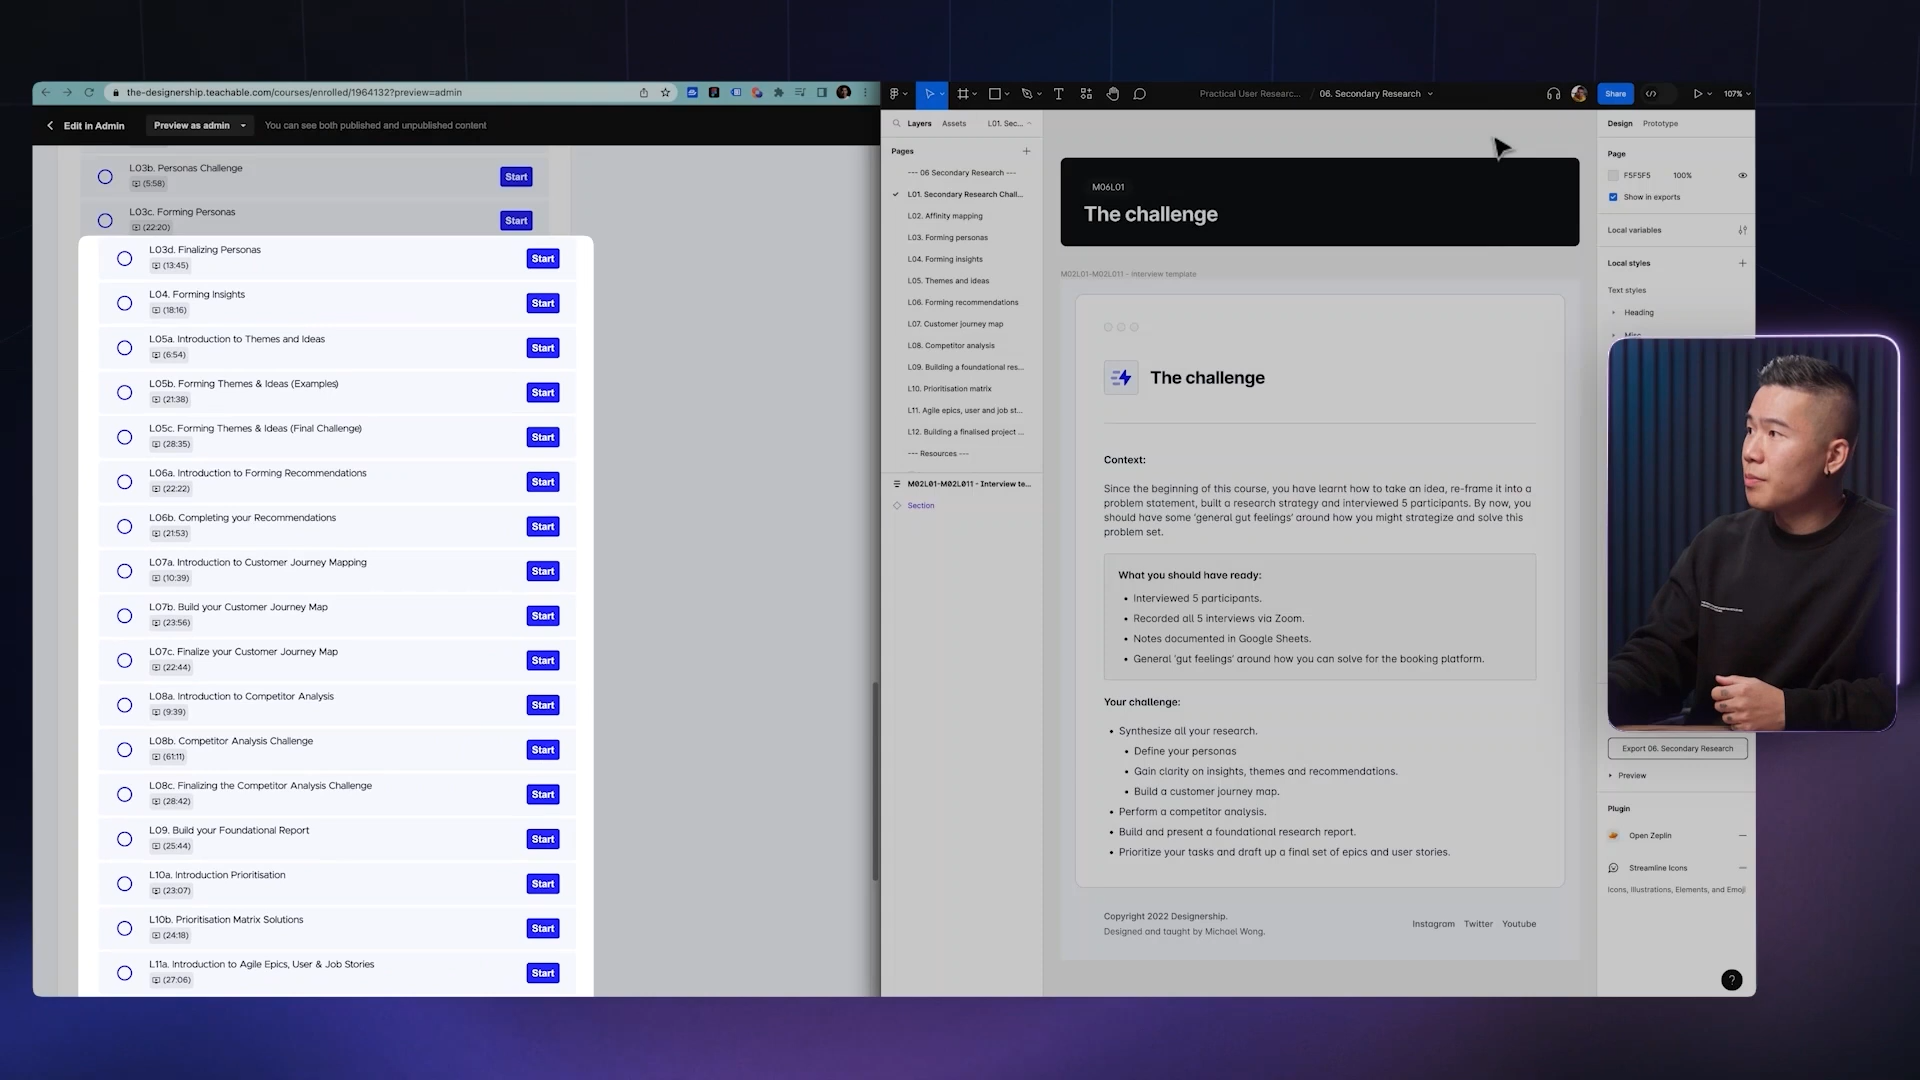 the-designership.teachable.com/courses/enrolled/1964132?preview=admin
Edit in Admin
Preview as admin
You can see both published and unpublished content
L03b. Personas Challenge
(5:58)
Start
L03c. Forming Personas
(22:20)
Start
L03d. Finalizing Personas
(13:45)
Start
L04. Forming Insights
(18:16)
Start
L05a. Introduction to Themes and Ideas
(6:54)
Start
L05b. Forming Themes & Ideas (Examples)
(21:38)
Start
L05c. Forming Themes & Ideas (Final Challenge)
(28:35)
Start
L06a. Introduction to Forming Recommendations
(22:22)
Start
L06b. Completing your Recommendations
(21:53)
Start
L07a. Introduction to Customer Journey Mapping
(10:39)
Start
L07b. Build your Customer Journey Map
(23:56)
Start
L07c. Finalize your Customer Journey Map
(22:44)
Start
L08a. Introduction to Competitor Analysis
(9:39)
Start
L08b. Competitor Analysis Challenge
(61:11)
Start
L08c. Finalizing the Competitor Analysis Challenge
(28:42)
Start
L09. Build your Foundational Report
(25:44)
Start
L10a. Introduction Prioritisation
(23:07)
Start
L10b. Prioritisation Matrix Solutions
(24:18)
Start
L11a. Introduction to Agile Epics, User & Job Stories
(27:06)
Start
Practical User Researc... / 06. Secondary Research
Share
107%
Layers
Assets
L01. Sec...
Pages
--- 06 Secondary Research ---
L01. Secondary Research Chall...
L02. Affinity mapping
L03. Forming personas
L04. Forming insights
L05. Themes and ideas
L06. Forming recommendations
L07. Customer journey map
L08. Competitor analysis
L09. Building a foundational res...
L10. Prioritisation matrix
L11. Agile epics, user and job st...
L12. Building a finalised project ...
--- Resources ---
M02L01-M02L011 - Interview te...
Section
M06L01
The challenge
M02L01-M02L011 - Interview template
The challenge
Context:
Since the beginning of this course, you have learnt how to take an idea, re-frame it into a
problem statement, built a research strategy and interviewed 5 participants. By now, you
should have some ‘general gut feelings’ around how you might strategize and solve this
problem set.
What you should have ready:
• Interviewed 5 participants.
• Recorded all 5 interviews via Zoom.
• Notes documented in Google Sheets.
• General ‘gut feelings’ around how you can solve for the booking platform.
Your challenge:
• Synthesize all your research.
• Define your personas
• Gain clarity on insights, themes and recommendations.
• Build a customer journey map.
• Perform a competitor analysis.
• Build and present a foundational research report.
• Prioritize your tasks and draft up a final set of epics and user stories.
Copyright 2022 Designership.
Designed and taught by Michael Wong.
Instagram
Twitter
Youtube
Design
Prototype
Page
F5F5F5
100%
Show in exports
Local variables
Local styles
Text styles
Heading
Export 06. Secondary Research
Preview
Plugin
Open Zeplin
Streamline Icons
Icons, Illustrations, Elements, and Emoji
?